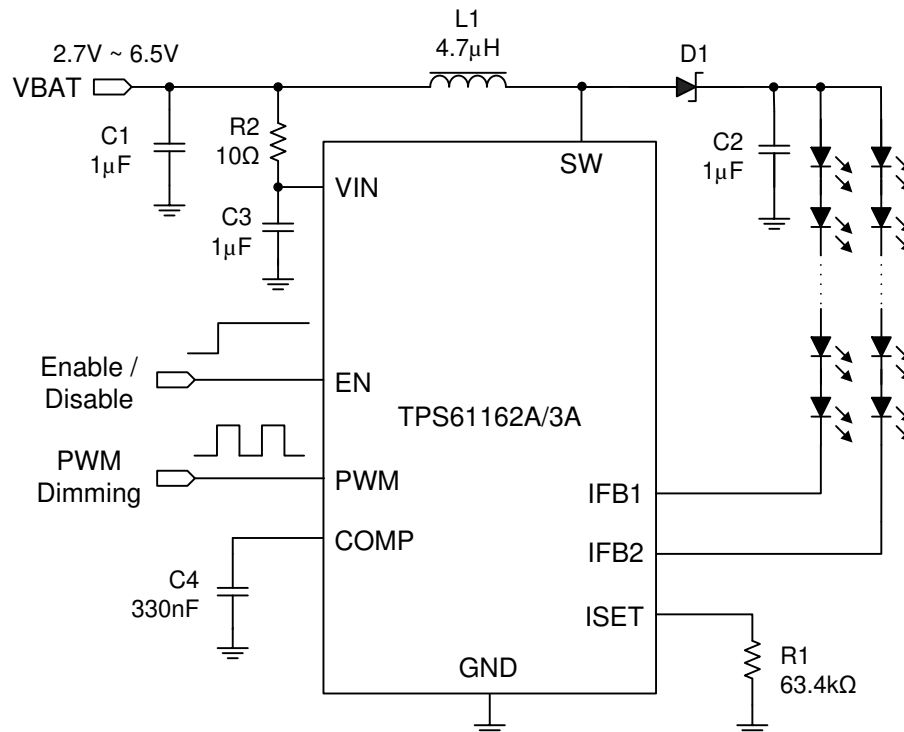 L1
4.7μH
D1
2.7V ~ 6.5V
VBAT
C1
1μF
R2
10Ω
C2
1μF
SW
VIN
C3
1μF
Enable /
Disable
EN
TPS61162A/3A
PWM
Dimming
PWM
IFB1
COMP
IFB2
C4
330nF
ISET
R1
63.4kΩ
GND